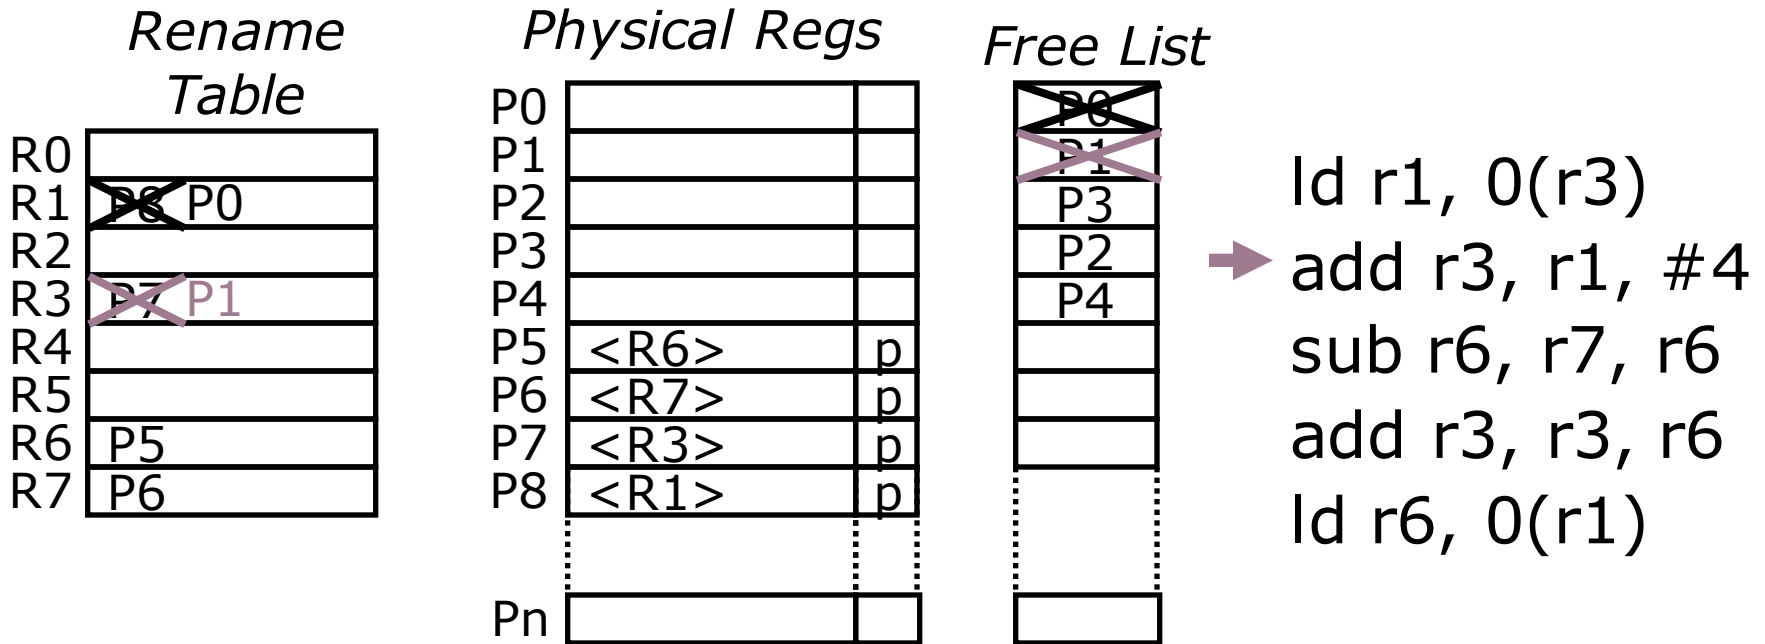 Rename
Table
R0
R1 P8 P0
R2
R3 P7 P1
R4
R5
R6 P5
R7 P6
Physical Regs
P0
P1
P2
P3
P4
P5 <R6> p
P6 <R7> p
P7 <R3> p
P8 <R1> p
Pn
Free List
P0
P1
P3
P2
P4
ld r1, 0(r3)
add r3, r1, #4
sub r6, r7, r6
add r3, r3, r6
ld r6, 0(r1)